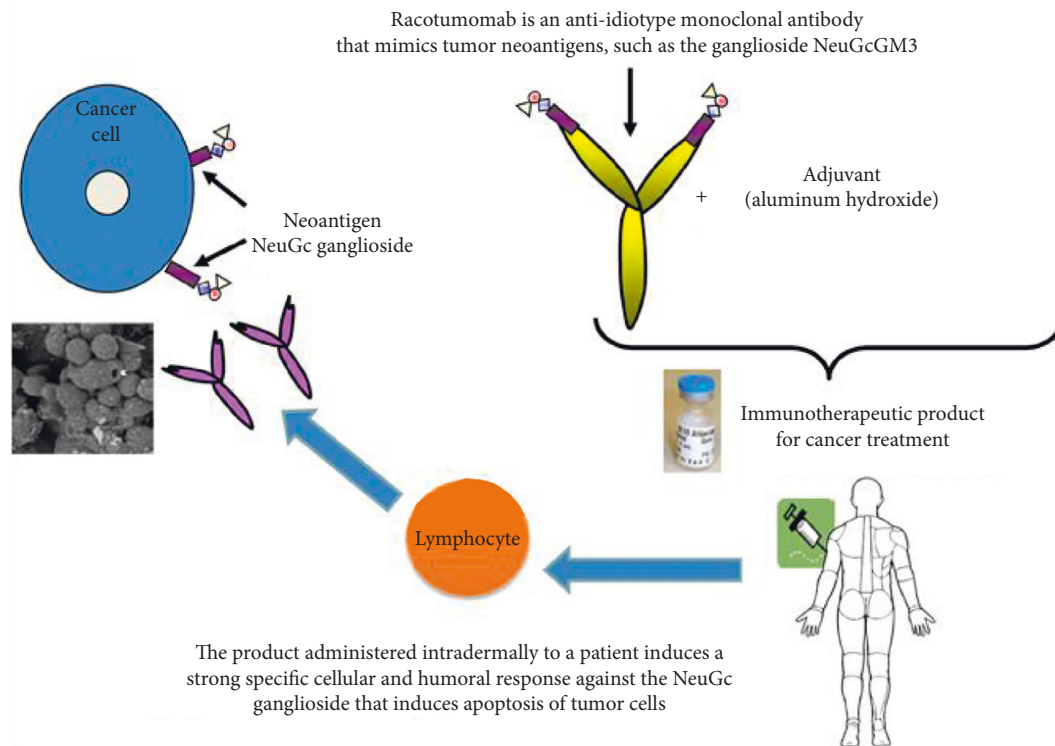 Racotumomab is an anti-idiotype monoclonal antibody
that mimics tumor neoantigens, such as the ganglioside NeuGcGM3
Cancer
cell
Adjuvant
(aluminum hydroxide)
+
Neoantigen
NeuGc ganglioside
Immunotherapeutic product
for cancer treatment
Lymphocyte
The product administered intradermally to a patient induces a
strong specific cellular and humoral response against the NeuGc
ganglioside that induces apoptosis of tumor cells